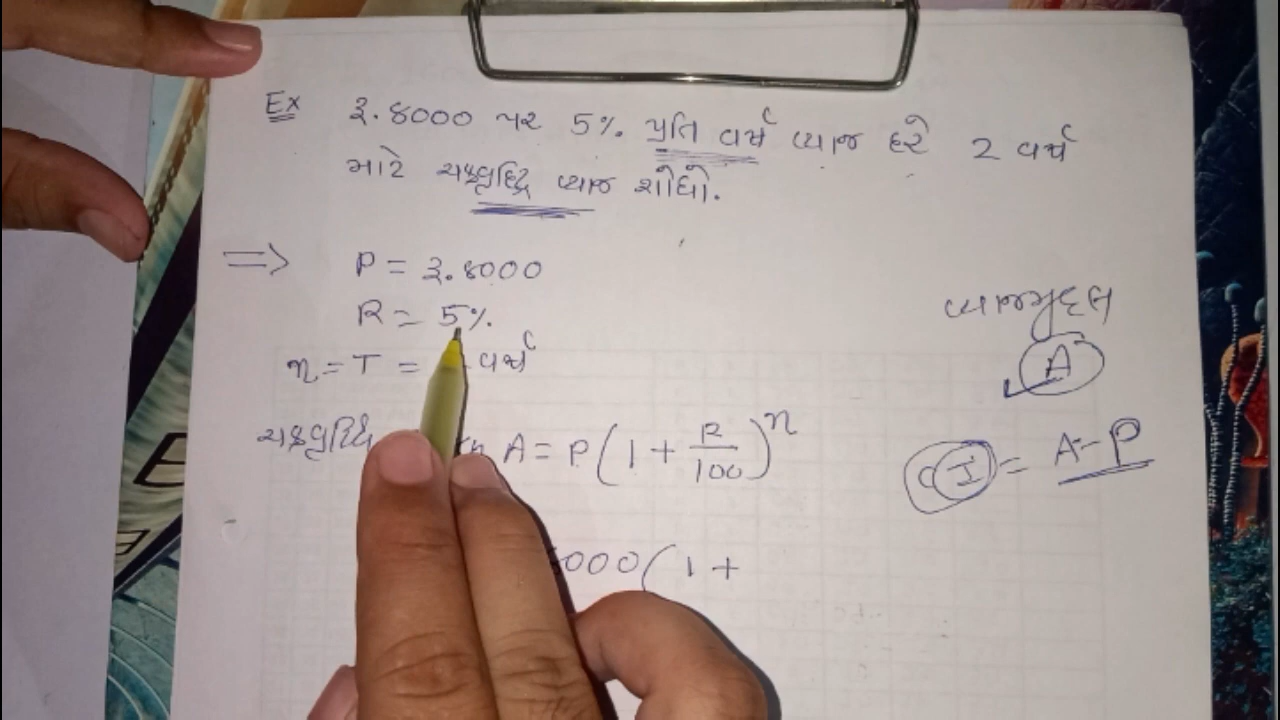 Ex રૂ.8000 પર 5% પ્રતિ વર્ષ વ્યાજ દરે 2 વર્ષ
માટે ચક્રવૃદ્ધિ વ્યાજ શોધો.
⇒ P = રૂ.8000
R = 5%
વ્યાજમુદ્દલ
n = T = વર્ષ
A
ચક્રવૃદ્ધિ A = P(1 + R/100)^n
CI = A - P
000(1 +